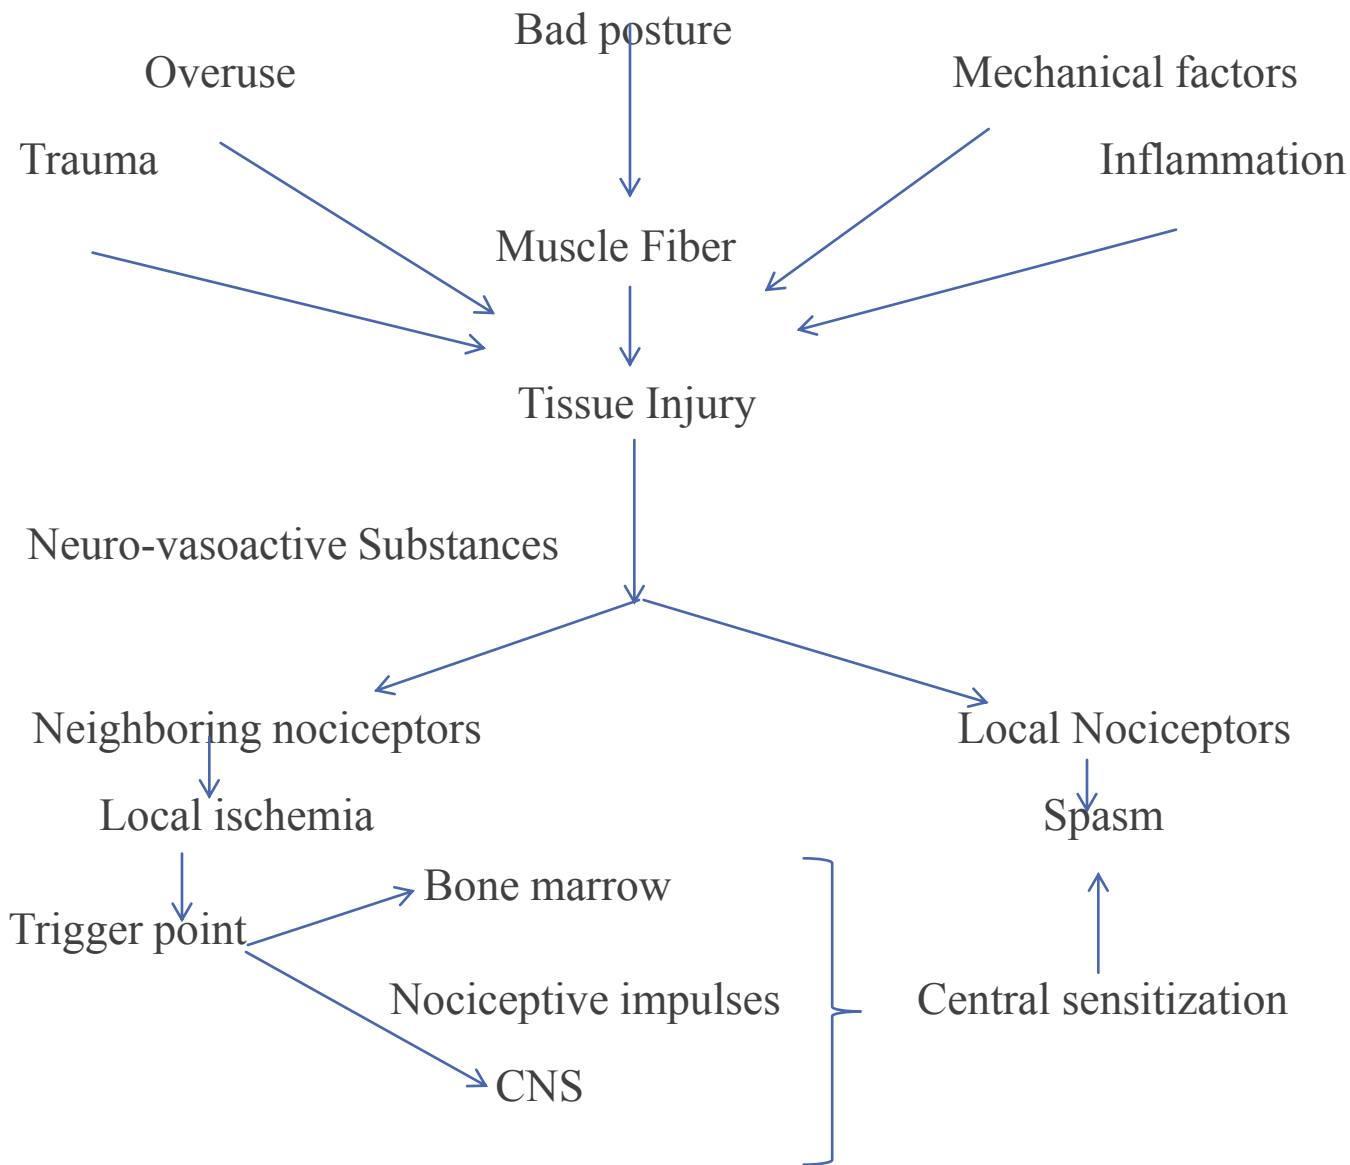 Bad posture
Overuse
Mechanical factors
Trauma
Inflammation
Muscle Fiber
Tissue Injury
Neuro-vasoactive Substances
Neighboring nociceptors
Local Nociceptors
Local ischemia
Spasm
Bone marrow
Trigger point
Nociceptive impulses
Central sensitization
CNS